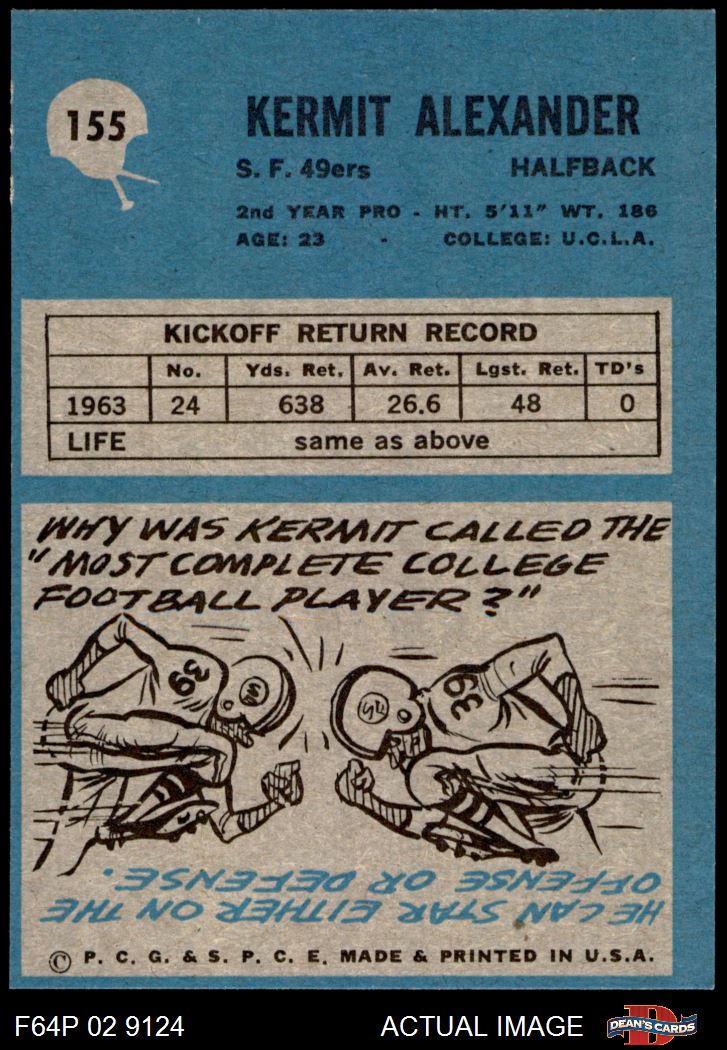 155
KERMIT ALEXANDER
S. F. 49ers HALFBACK
2nd YEAR PRO - HT. 5'11" WT. 186
AGE: 23 - COLLEGE: U.C.L.A.
KICKOFF RETURN RECORD
No. Yds. Ret. Av. Ret. Lgst. Ret. TD's
1963 24 638 26.6 48 0
LIFE same as above
WHY WAS KERMIT CALLED THE
"MOST COMPLETE COLLEGE
FOOTBALL PLAYER?"
39
39
HE CAN STAR EITHER ON THE
OFFENSE OR DEFENSE.
© P. C. G. & S. P. C. E. MADE & PRINTED IN U.S.A.
F64P 02 9124 ACTUAL IMAGE
D
DEAN'S CARDS